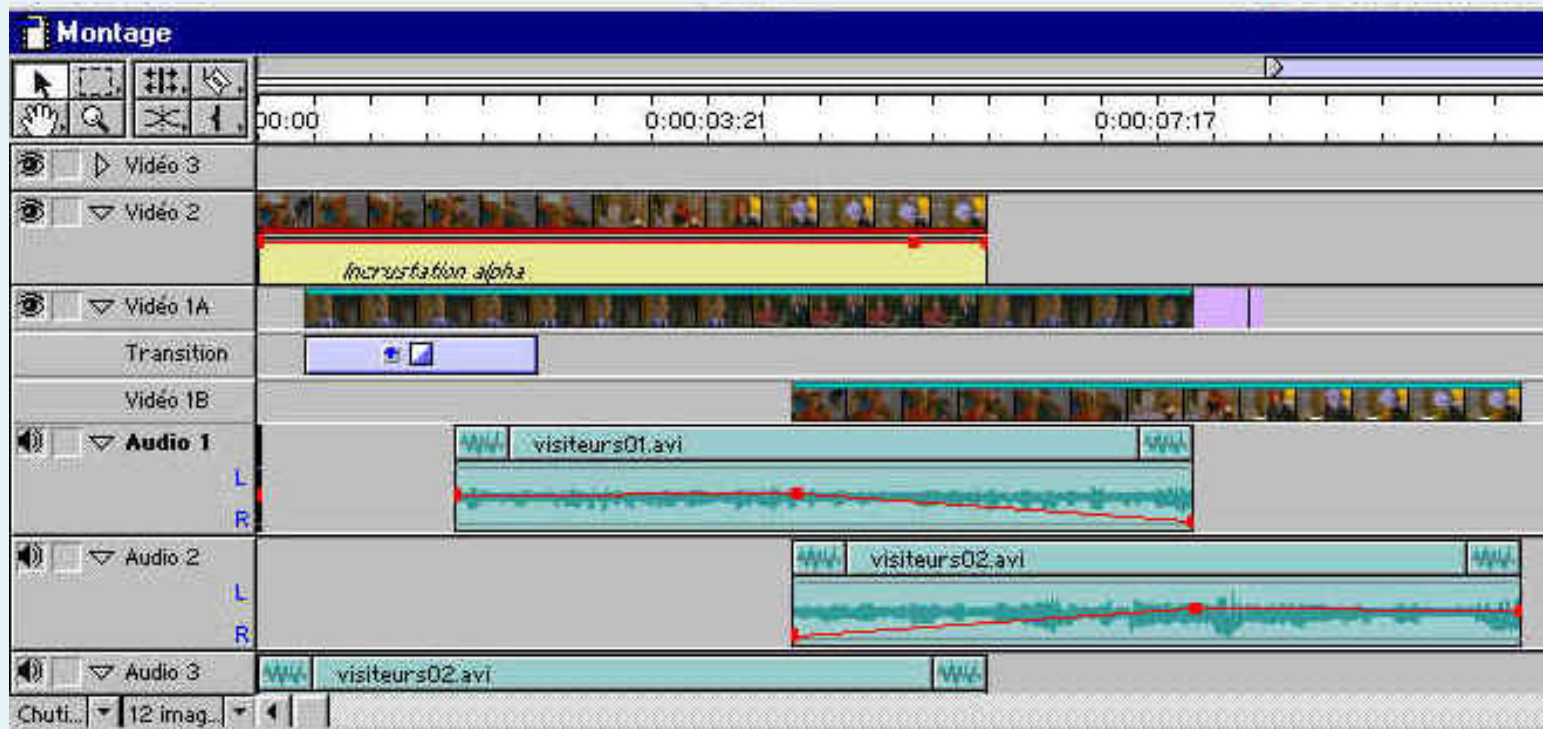 Montage
00:00 0:00:03:21 0:00:07:17
Vidéo 3
Vidéo 2
Incrustation alpha
Vidéo 1A
Transition
Vidéo 1B
Audio 1
visiteurs01.avi
L
R
Audio 2
visiteurs02.avi
L
R
Audio 3
visiteurs02.avi
Chuti... 12 imag...